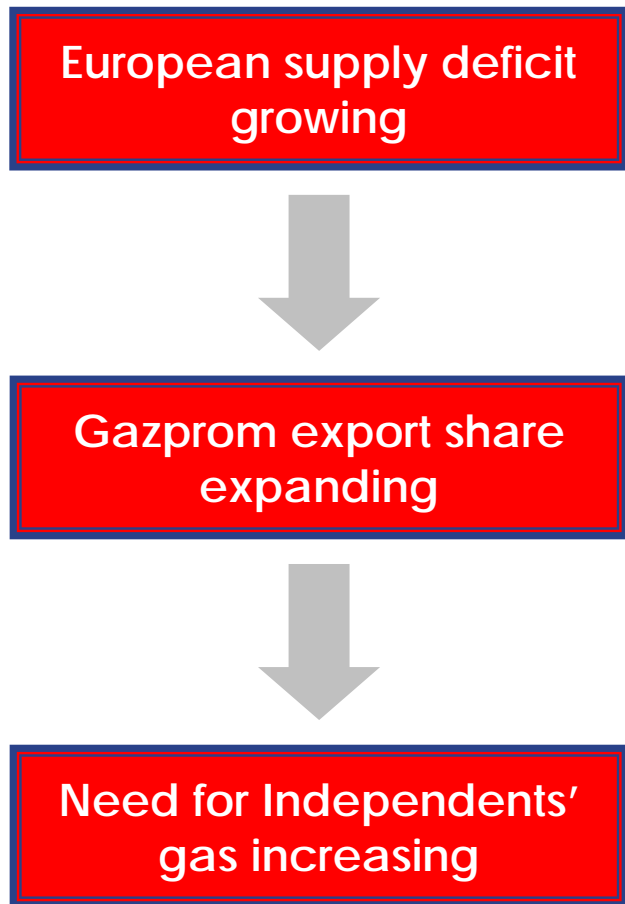 European supply deficit
growing
Gazprom export share
expanding
Need for Independents’
gas increasing